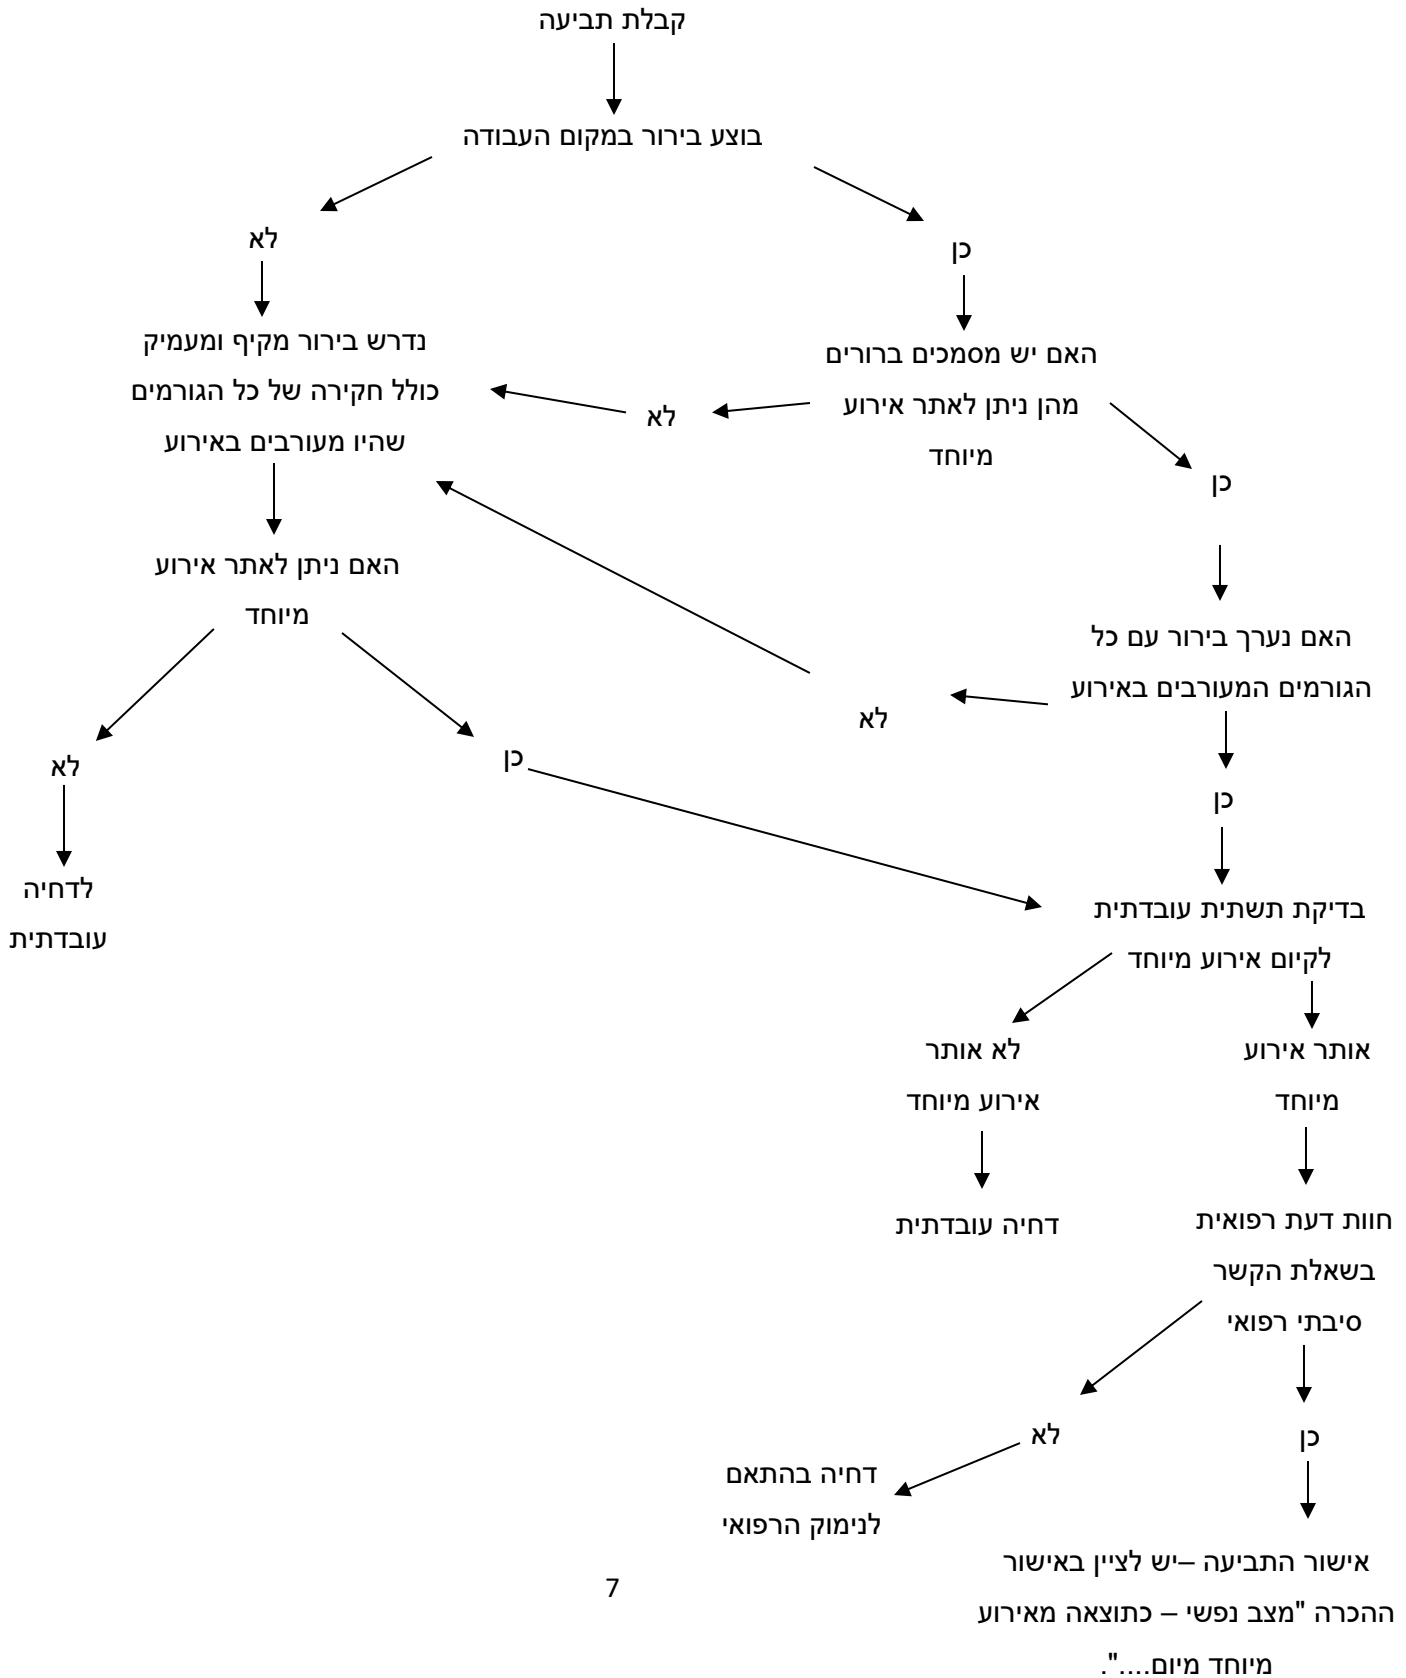 קבלת תביעה
בוצע בירור במקום העבודה
לא
כן
נדרש בירור מקיף ומעמיק
כולל חקירה של כל הגורמים
שהיו מעורבים באירוע
האם יש מסמכים ברורים
מהן ניתן לאתר אירוע
מיוחד
לא
כן
האם ניתן לאתר אירוע
מיוחד
האם נערך בירור עם כל
הגורמים המעורבים באירוע
לא
כן
לא
כן
לדחיה
עובדתית
בדיקת תשתית עובדתית
לקיום אירוע מיוחד
לא אותר
אירוע מיוחד
אותר אירוע
מיוחד
דחיה עובדתית
חוות דעת רפואית
בשאלת הקשר
סיבתי רפואי
לא
כן
דחיה בהתאם
לנימוק הרפואי
אישור התביעה –יש לציין באישור
ההכרה "מצב נפשי – כתוצאה מאירוע
מיוחד מיום....".
7